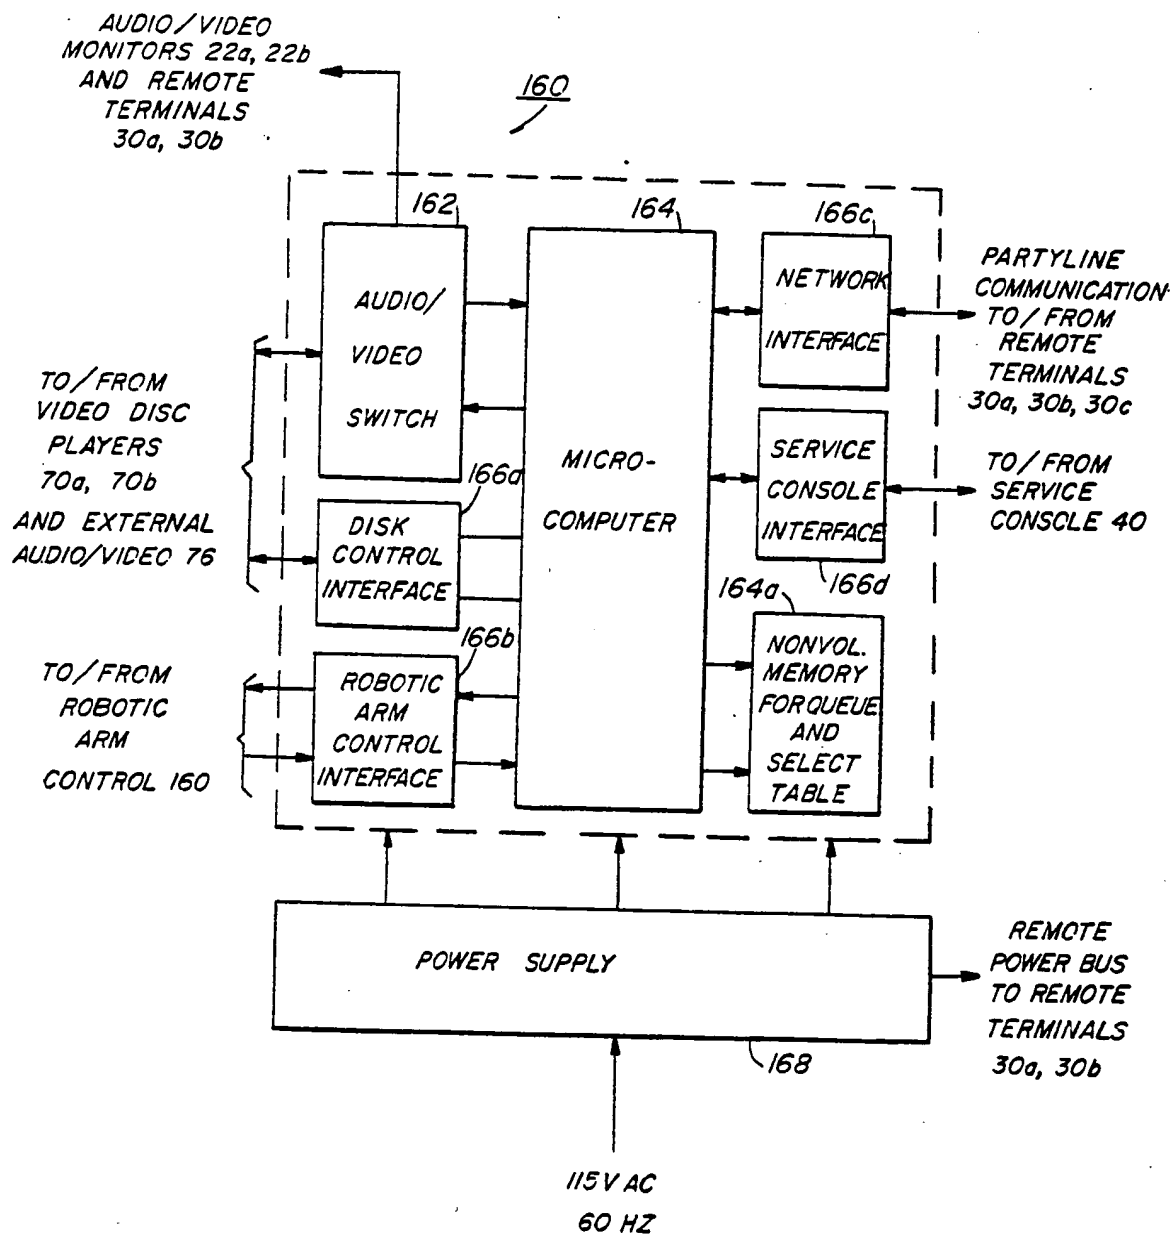 AUDIO/VIDEO
MONITORS 22a, 22b
AND REMOTE
TERMINALS
30a, 30b
160
162
AUDIO/
VIDEO
SWITCH
164
MICRO-
COMPUTER
166c
NETWORK
INTERFACE
PARTYLINE
COMMUNICATION
TO/FROM
REMOTE
TERMINALS
30a, 30b, 30c
TO/FROM
VIDEO DISC
PLAYERS
70a, 70b
AND EXTERNAL
AUDIO/VIDEO 76
166a
DISK
CONTROL
INTERFACE
SERVICE
CONSOLE
INTERFACE
166d
TO/FROM
SERVICE
CONSOLE 40
TO/FROM
ROBOTIC
ARM
CONTROL 160
166b
ROBOTIC
ARM
CONTROL
INTERFACE
164a
NONVOL.
MEMORY
FOR QUEUE
AND
SELECT
TABLE
POWER SUPPLY
168
REMOTE
POWER BUS
TO REMOTE
TERMINALS
30a, 30b
115V AC
60 HZ